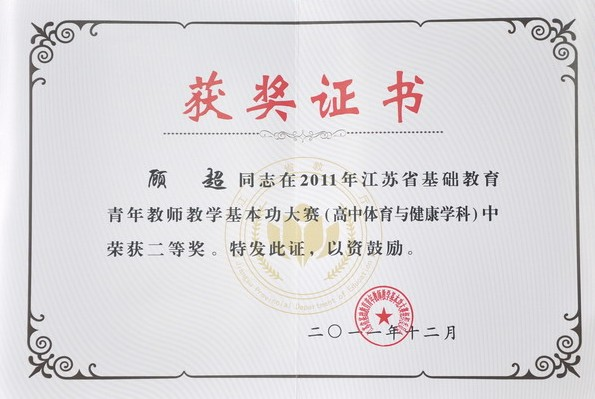 获奖证书
顾 超 同志在2011年江苏省基础教育
青年教师教学基本功大赛(高中体育与健康学科)中
荣获二等奖。特发此证，以资鼓励。
二〇一一年十二月